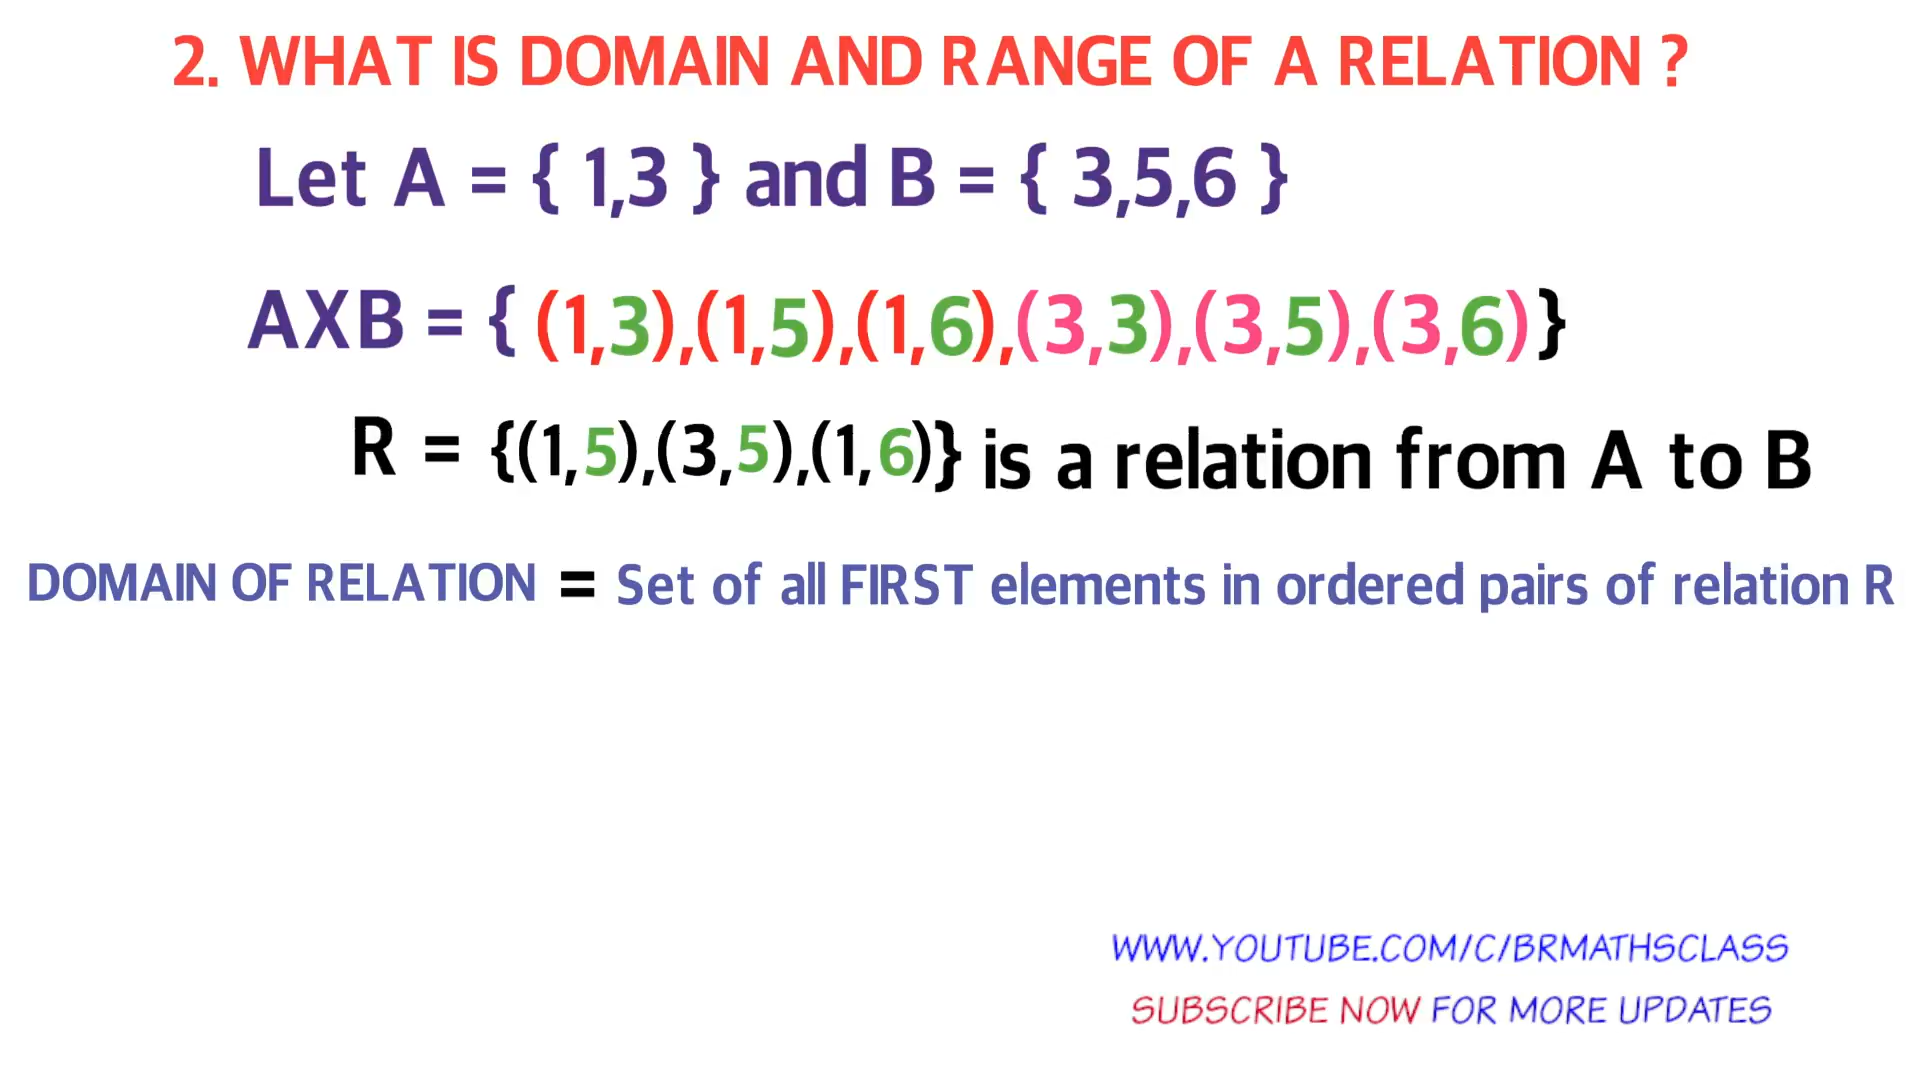 2. WHAT IS DOMAIN AND RANGE OF A RELATION ?
Let A = { 1,3 } and B = { 3,5,6 }
AXB = { (1,3),(1,5),(1,6),(3,3),(3,5),(3,6)}
R = {(1,5),(3,5),(1,6)} is a relation from A to B
DOMAIN OF RELATION = Set of all FIRST elements in ordered pairs of relation R
WWW.YOUTUBE.COM/C/BRMATHSCLASS
SUBSCRIBE NOW FOR MORE UPDATES